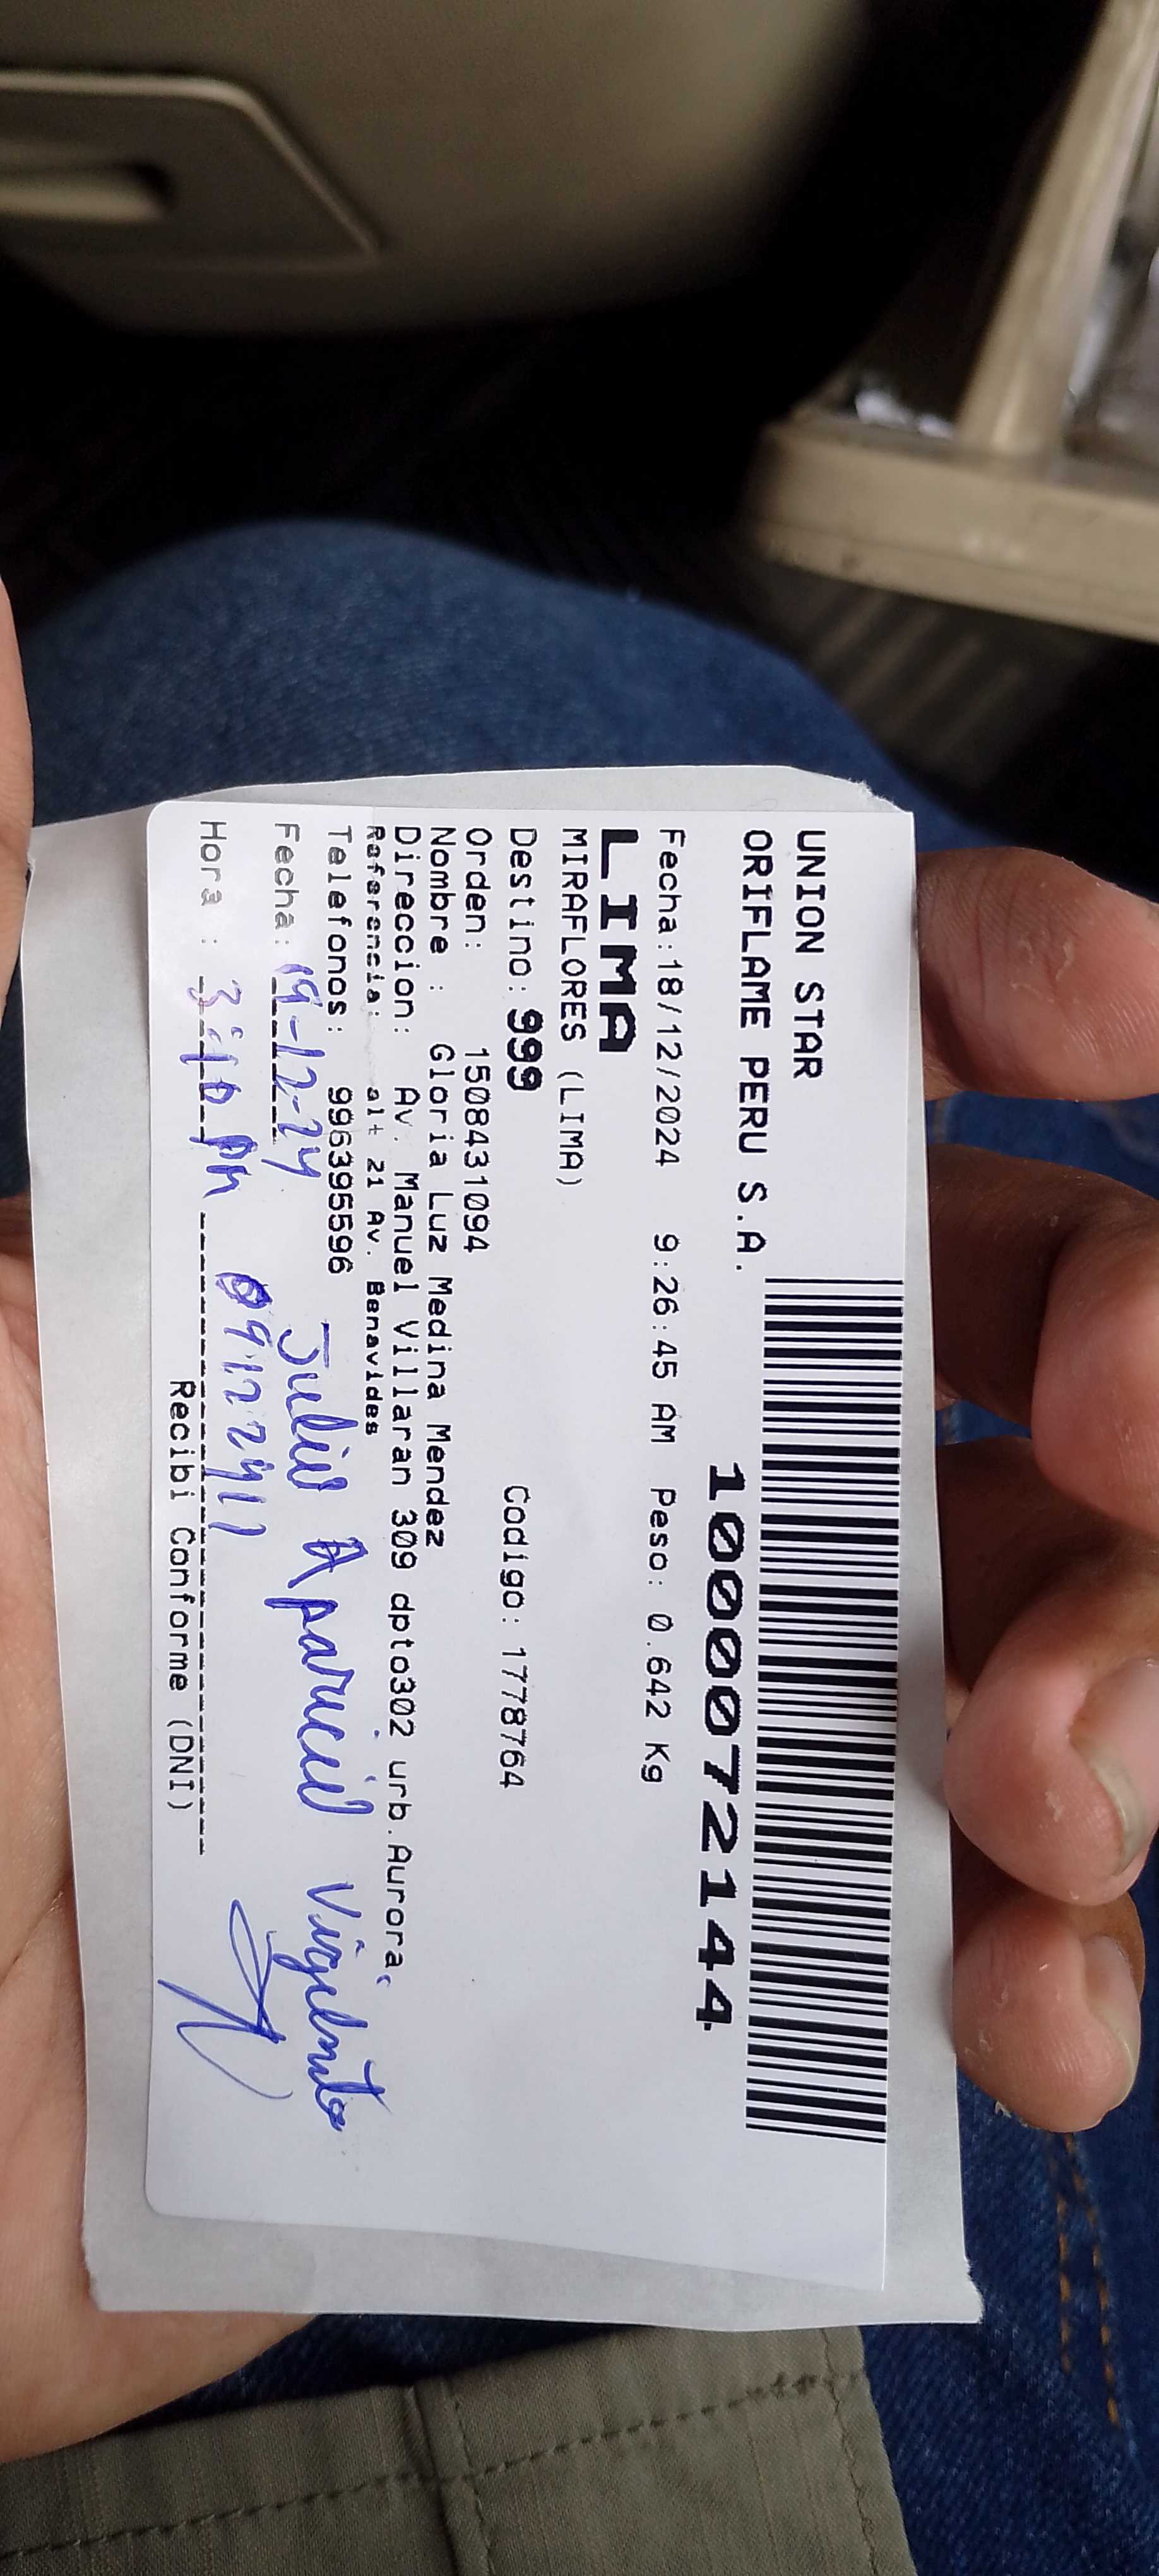 UNION STAR
ORIFLAME PERU S.A.
1000072144
Fecha:18/12/2024 9:26:45 AM Peso: 0.642 Kg
LIMA
MIRAFLORES (LIMA)
Destino: 999 Codigo: 1778764
Orden: 1508431094
Nombre : Gloria Luz Medina Mendez
Direccion: Av. Manuel Villaran 309 dpto302 urb.Aurora,
Referencia: alt 21 Av. Benavides
Telefonos: 996395596
Julio Aparicio
Fecha: 19-12-24
Hora : 3:10 pm
Recibi Conforme (DNI)